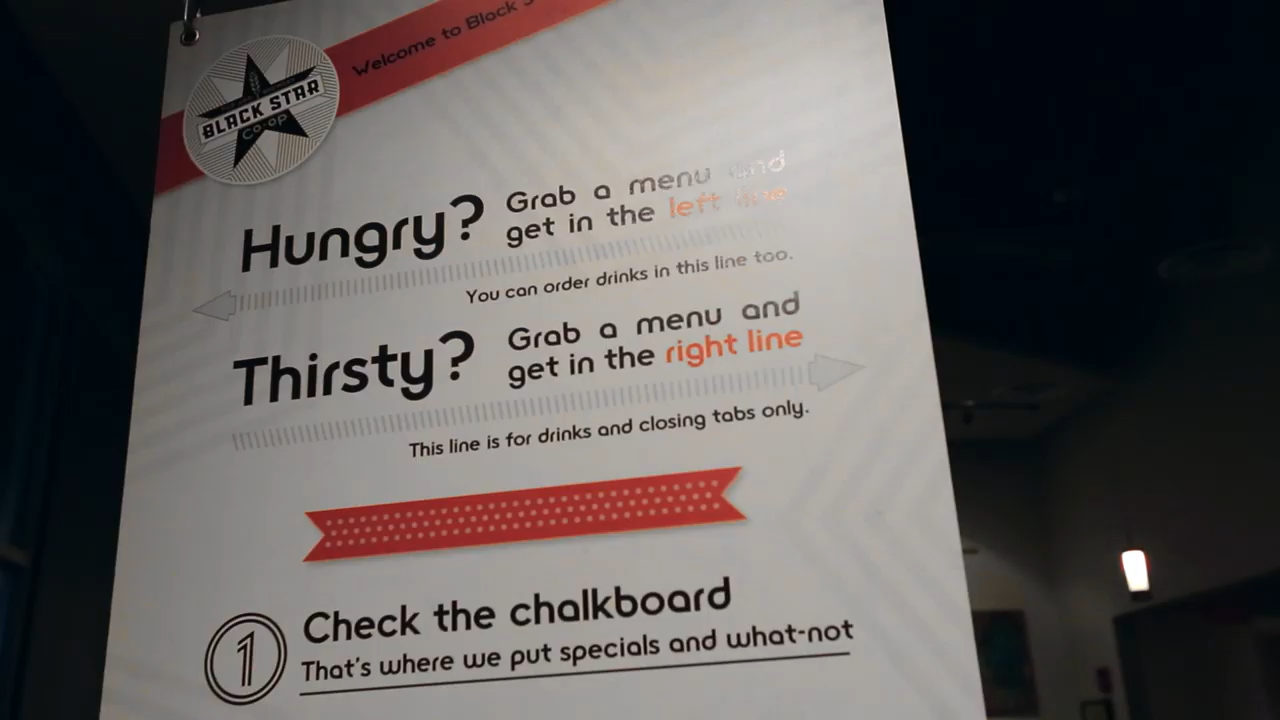 Welcome to Black
BLACK STAR
Co-op
Hungry?
Grab a menu and
get in the left line
You can order drinks in this line too.
Thirsty?
Grab a menu and
get in the right line
This line is for drinks and closing tabs only.
1
Check the chalkboard
That's where we put specials and what-not